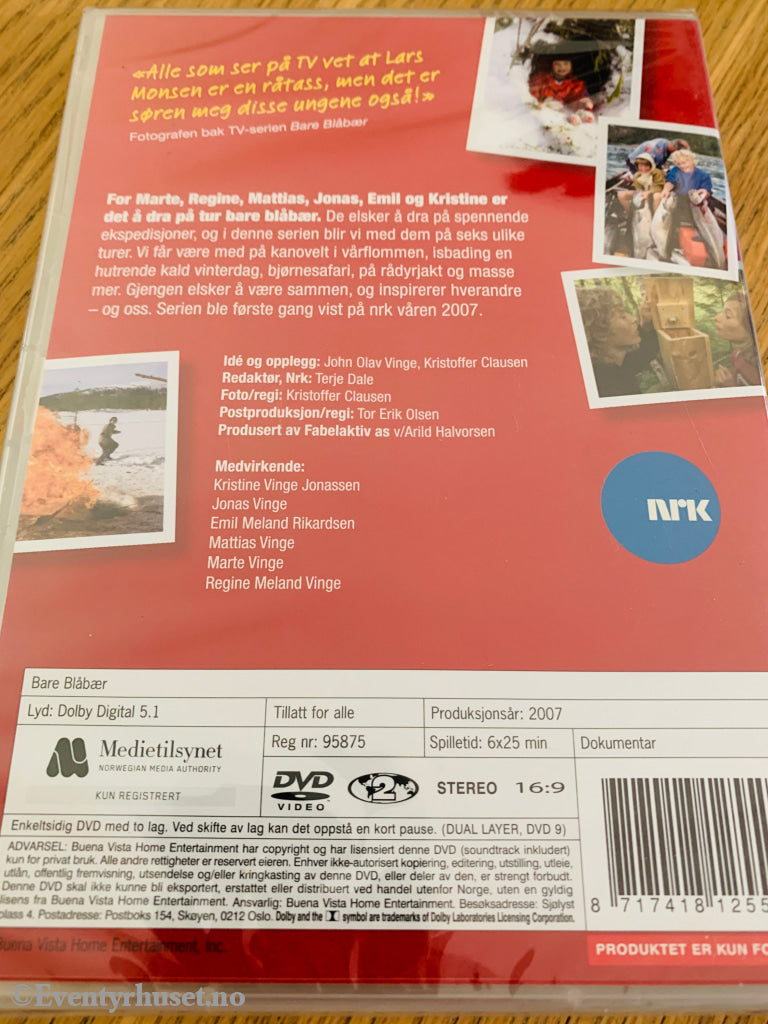 «Alle som ser på TV vet at Lars
Monsen er en råtass, men det er
søren meg disse ungene også!»
Fotografen bak TV-serien Bare Blåbær
For Marte, Regine, Mattias, Jonas, Emil og Kristine er
det å dra på tur bare blåbær. De elsker å dra på spennende
ekspedisjoner, og i denne serien blir vi med dem på seks ulike
turer. Vi får være med på kanovelt i vårflommen, isbading en
hutrende kald vinterdag, bjørnesafari, på rådyrjakt og masse
mer. Gjengen elsker å være sammen, og inspirerer hverandre
– og oss. Serien ble første gang vist på nrk våren 2007.
Idé og opplegg: John Olav Vinge, Kristoffer Clausen
Redaktør, Nrk: Terje Dale
Foto/regi: Kristoffer Clausen
Postproduksjon/regi: Tor Erik Olsen
Produsert av Fabelaktiv as v/Arild Halvorsen
Medvirkende:
Kristine Vinge Jonassen
Jonas Vinge
Emil Meland Rikardsen
Mattias Vinge
Marte Vinge
Regine Meland Vinge
nrk
Bare Blåbær
Lyd: Dolby Digital 5.1
Tillatt for alle
Produksjonsår: 2007
Medietilsynet
NORWEGIAN MEDIA AUTHORITY
KUN REGISTRERT
Reg nr: 95875
Spilletid: 6x25 min
Dokumentar
DVD
VIDEO
2
STEREO
16:9
Enkeltsidig DVD med to lag. Ved skifte av lag kan det oppstå en kort pause. (DUAL LAYER, DVD 9)
ADVARSEL: Buena Vista Home Entertainment har copyright og har lisensiert denne DVD (soundtrack inkludert)
kun for privat bruk. Alle andre rettigheter er reservert eieren. Enhver ikke-autorisert kopiering, editering, utstilling, utleie,
utlån, offentlig fremvisning, utsendelse og/eller kringkasting av denne DVD, eller deler av den, er strengt forbudt.
Denne DVD skal ikke kunne bli eksportert, erstattet eller distribuert ved handel utenfor Norge, uten en gyldig
lisens fra Buena Vista Home Entertainment. Ansvarlig: Buena Vista Home Entertainment. Besøksadresse: Sjølyst
plass 4. Postadresse: Postboks 154, Skøyen, 0212 Oslo. Dolby and the symbol are trademarks of Dolby Laboratories Licensing Corporation.
8 717418 1255
Buena Vista Home Entertainment, Inc.
PRODUKTET ER KUN FO
©Eventyrhuset.no